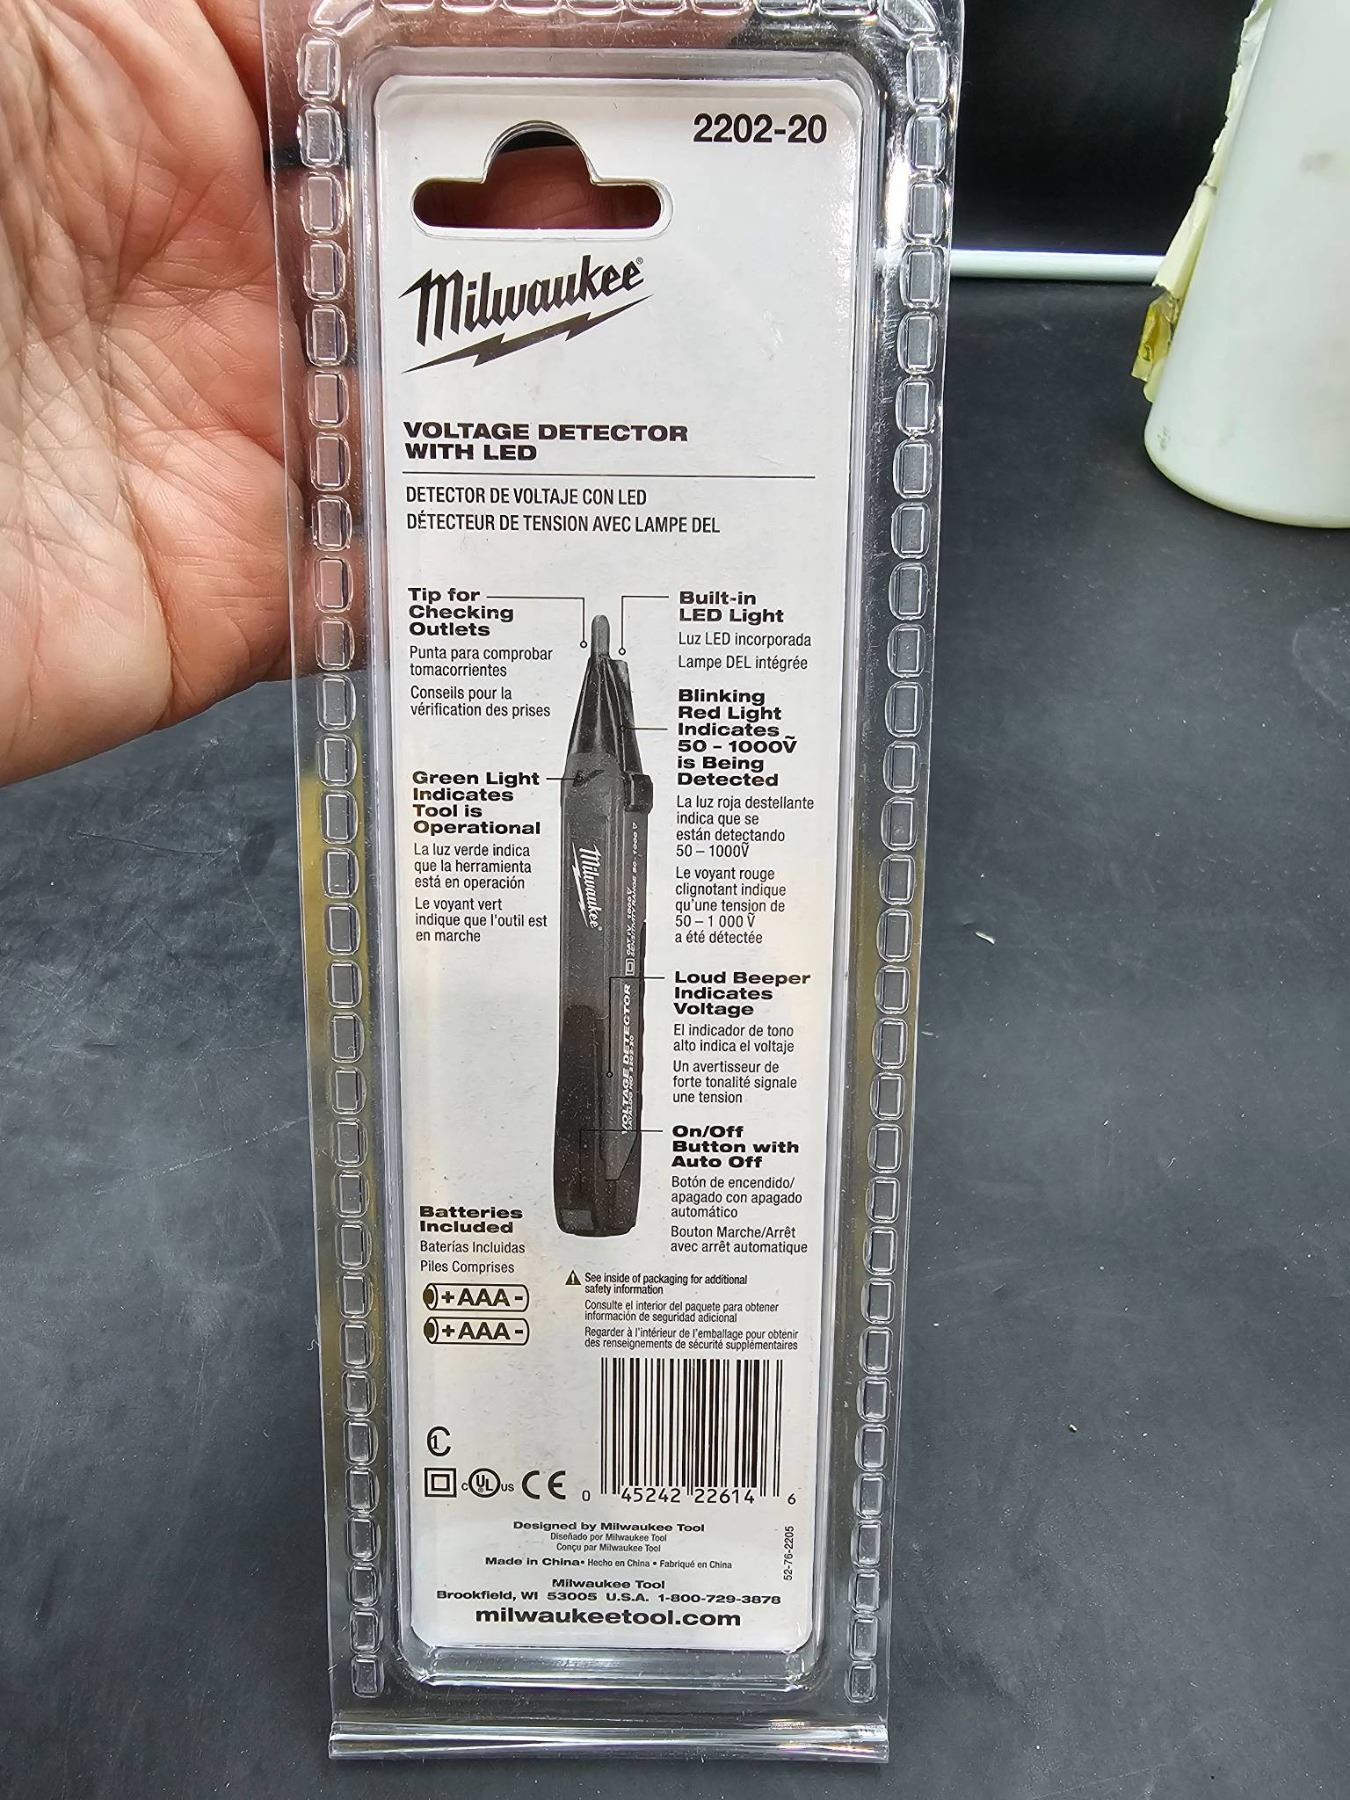 2202-20
Milwaukee®
VOLTAGE DETECTOR
WITH LED
DETECTOR DE VOLTAJE CON LED
DÉTECTEUR DE TENSION AVEC LAMPE DEL
Tip for
Checking
Outlets
Punta para comprobar
tomacorrientes
Conseils pour la
vérification des prises
Green Light
Indicates
Tool is
Operational
La luz verde indica
que la herramienta
está en operación
Le voyant vert
indique que l'outil est
en marche
Built-in
LED Light
Luz LED incorporada
Lampe DEL intégrée
Blinking
Red Light
Indicates
50 - 1000Ṽ
is Being
Detected
La luz roja destellante
indica que se
están detectando
50 – 1000Ṽ
Le voyant rouge
clignotant indique
qu'une tension de
50 – 1 000 Ṽ
a été détectée
Loud Beeper
Indicates
Voltage
El indicador de tono
alto indica el voltaje
Un avertisseur de
forte tonalité signale
une tension
On/Off
Button with
Auto Off
Botón de encendido/
apagado con apagado
automático
Bouton Marche/Arrêt
avec arrêt automatique
Milwaukee
VOLTAGE DETECTOR
CAT IV 1000 V
Batteries
Included
Baterías Incluidas
Piles Comprises
+AAA-
+AAA-
See inside of packaging for additional
safety information
Consulte el interior del paquete para obtener
información de seguridad adicional
Regarder à l'intérieur de l'emballage pour obtenir
des renseignements de sécurité supplémentaires
C UL US CE
0 45242 22614 6
52-76-2205
Designed by Milwaukee Tool
Diseñado por Milwaukee Tool
Conçu par Milwaukee Tool
Made in China• Hecho en China • Fabriqué en China
Milwaukee Tool
Brookfield, WI 53005 U.S.A. 1-800-729-3878
milwaukeetool.com